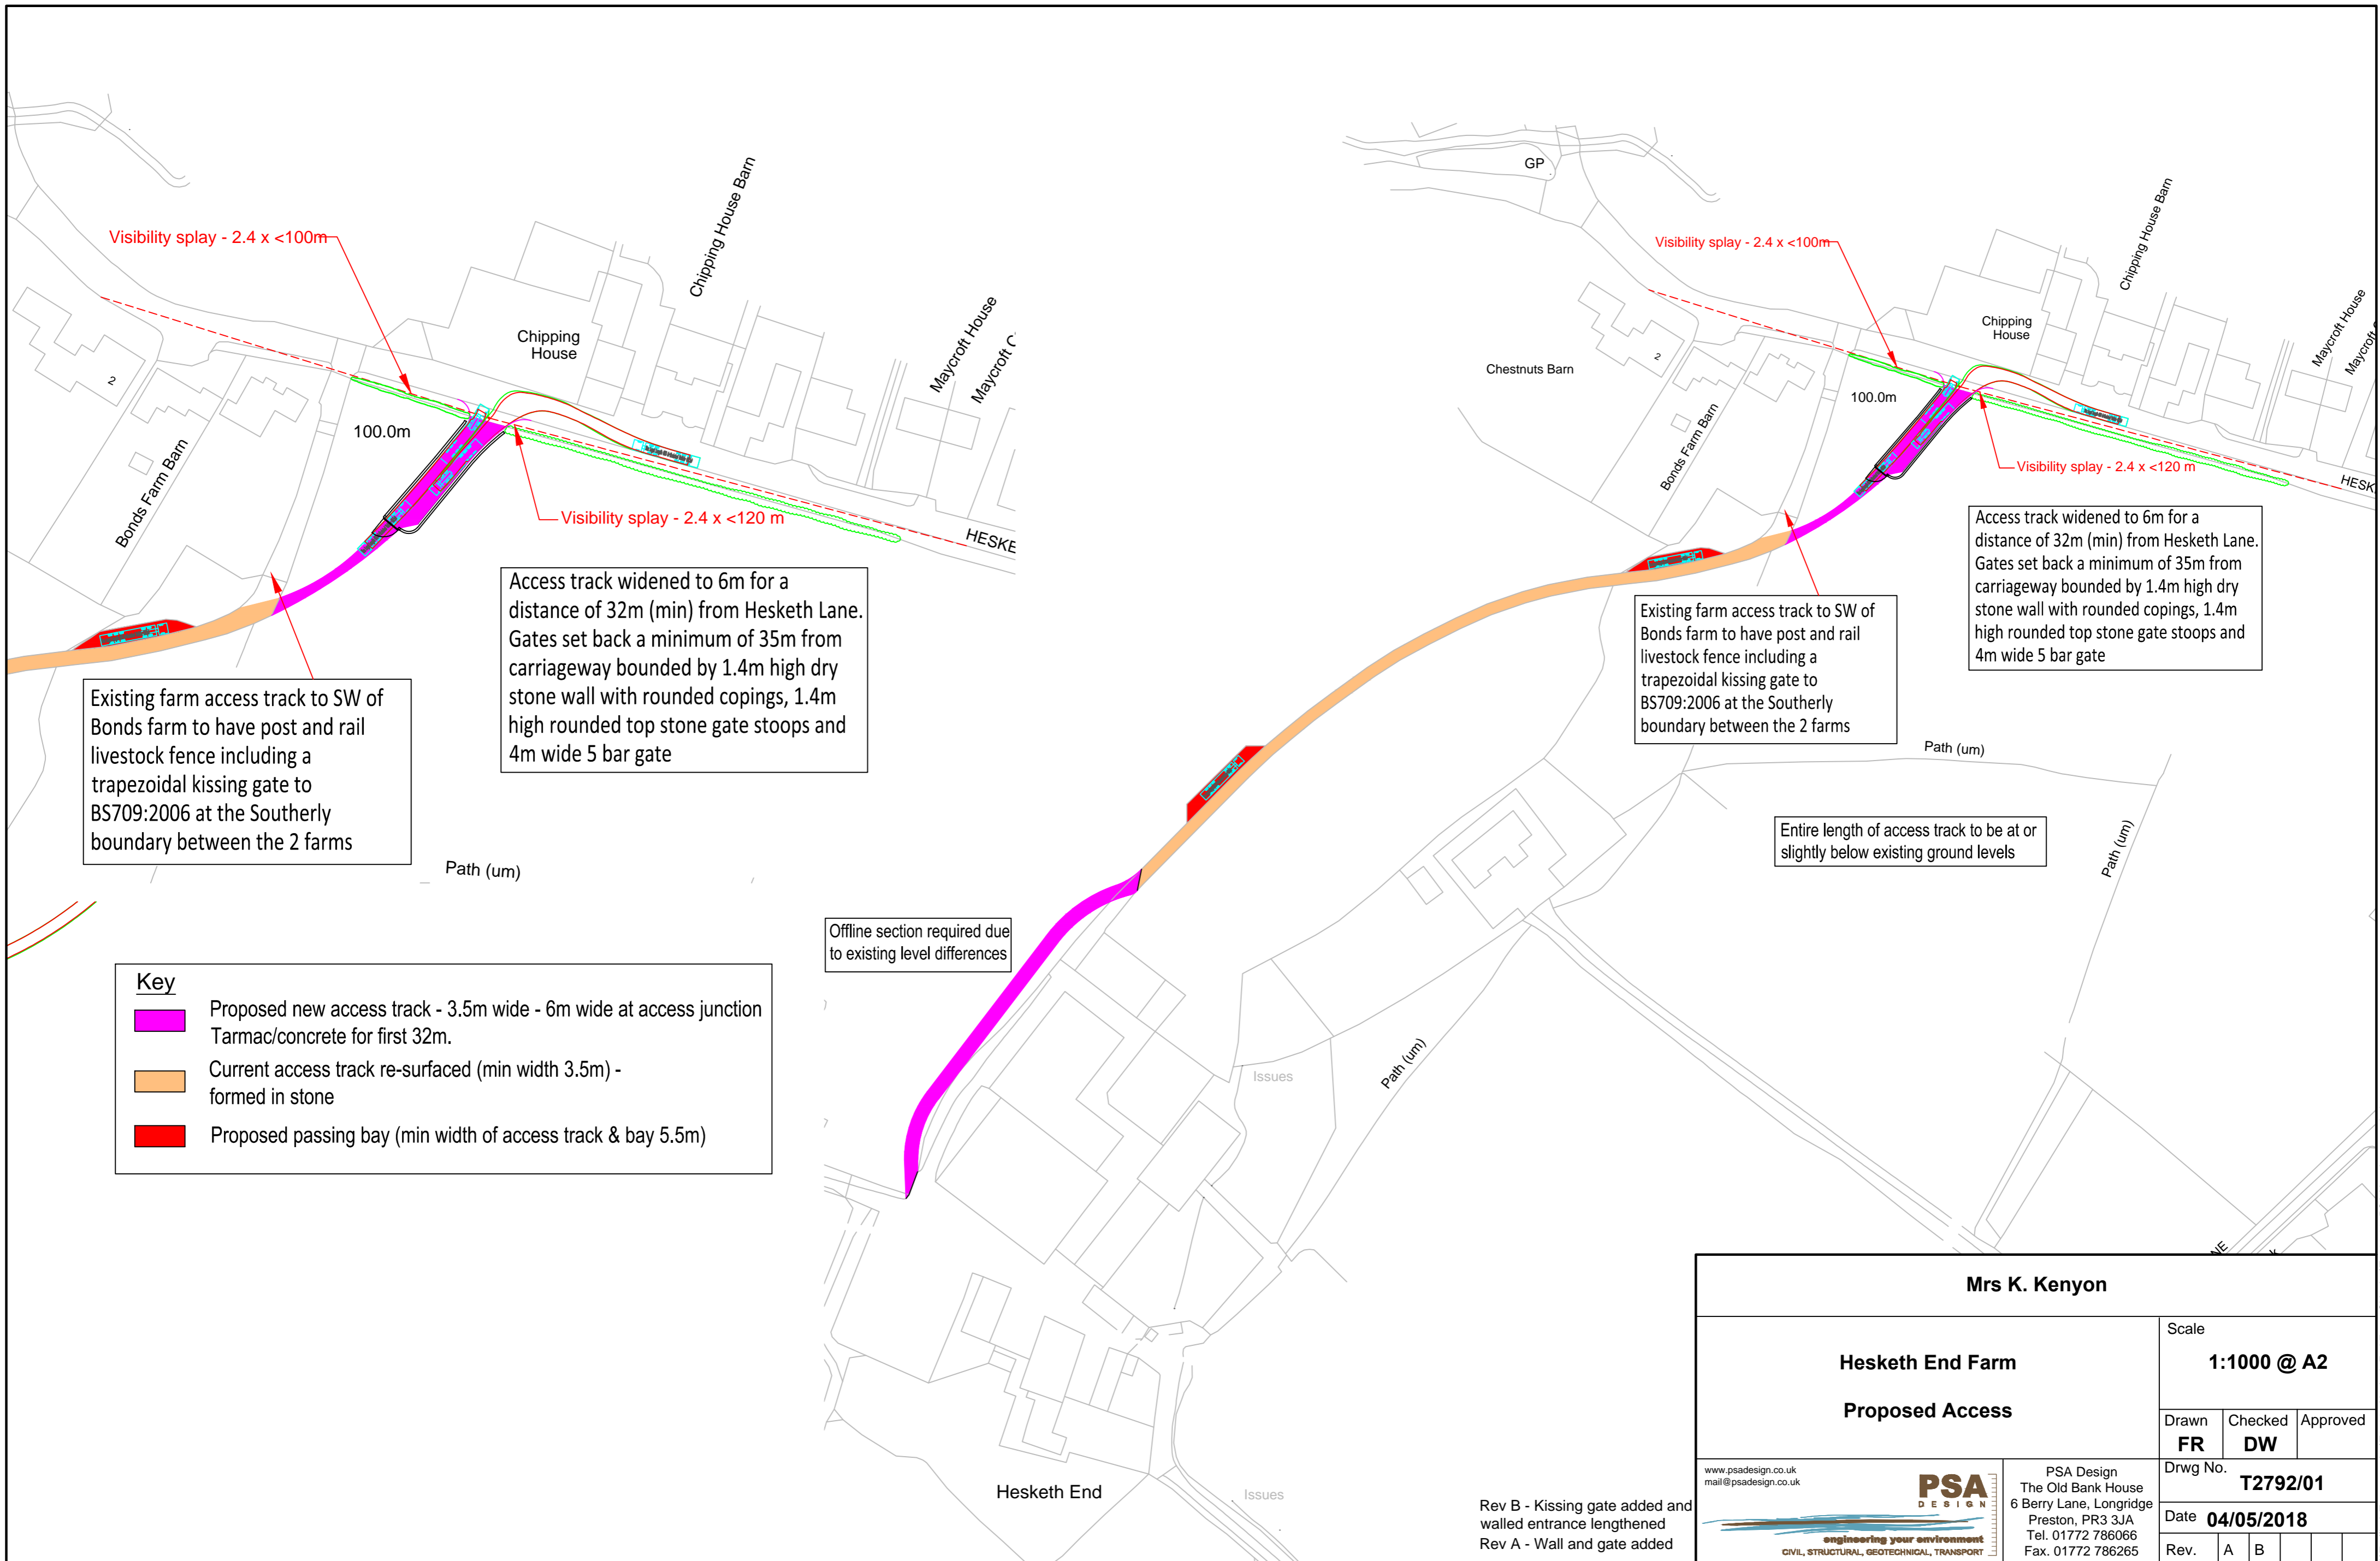 Visibility splay - 2.4 x <100m
Chipping House Barn
Chipping
House
Maycroft House
Maycroft C
2
Bonds Farm Barn
100.0m
Visibility splay - 2.4 x <120 m
HESKE
Access track widened to 6m for a
distance of 32m (min) from Hesketh Lane.
Gates set back a minimum of 35m from
carriageway bounded by 1.4m high dry
stone wall with rounded copings, 1.4m
high rounded top stone gate stoops and
4m wide 5 bar gate
Existing farm access track to SW of
Bonds farm to have post and rail
livestock fence including a
trapezoidal kissing gate to
BS709:2006 at the Southerly
boundary between the 2 farms
Path (um)
Key
Proposed new access track - 3.5m wide - 6m wide at access junction
Tarmac/concrete for first 32m.
Current access track re-surfaced (min width 3.5m) -
formed in stone
Proposed passing bay (min width of access track & bay 5.5m)
GP
Visibility splay - 2.4 x <100m
Chipping House Barn
Chipping
House
Maycroft House
Maycroft
Chestnuts Barn
2
Bonds Farm Barn
100.0m
Visibility splay - 2.4 x <120 m
HESK
Access track widened to 6m for a
distance of 32m (min) from Hesketh Lane.
Gates set back a minimum of 35m from
carriageway bounded by 1.4m high dry
stone wall with rounded copings, 1.4m
high rounded top stone gate stoops and
4m wide 5 bar gate
Existing farm access track to SW of
Bonds farm to have post and rail
livestock fence including a
trapezoidal kissing gate to
BS709:2006 at the Southerly
boundary between the 2 farms
Path (um)
Entire length of access track to be at or
slightly below existing ground levels
Path (um)
Offline section required due
to existing level differences
Issues
Path (um)
Hesketh End
Issues
NE
k
Rev B - Kissing gate added and
walled entrance lengthened
Rev A - Wall and gate added
Mrs K. Kenyon
Hesketh End Farm
Proposed Access
Scale
1:1000 @ A2
Drawn
Checked
Approved
FR
DW
www.psadesign.co.uk
mail@psadesign.co.uk
PSA
DESIGN
engineering your environment
CIVIL, STRUCTURAL, GEOTECHNICAL, TRANSPORT
PSA Design
The Old Bank House
6 Berry Lane, Longridge
Preston, PR3 3JA
Tel. 01772 786066
Fax. 01772 786265
Drwg No.
T2792/01
Date 04/05/2018
Rev. A B